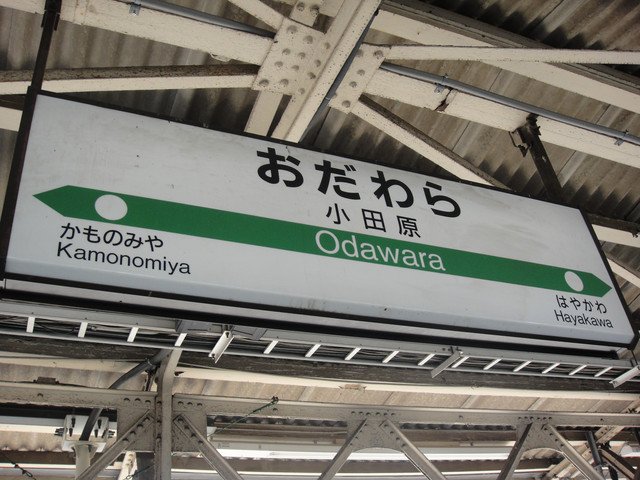 おだわら
小田原
Odawara
かものみや
Kamonomiya
はやかわ
Hayakawa